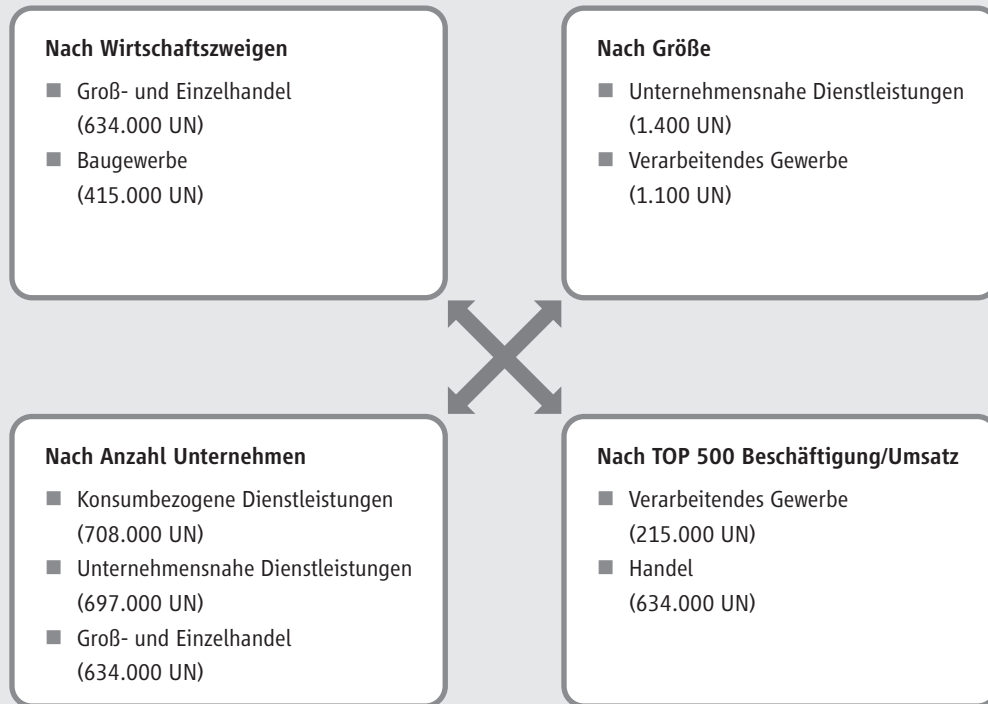 Nach Wirtschaftszweigen
Groß- und Einzelhandel
(634.000 UN)
Baugewerbe
(415.000 UN)
Nach Größe
Unternehmensnahe Dienstleistungen
(1.400 UN)
Verarbeitendes Gewerbe
(1.100 UN)
Nach Anzahl Unternehmen
Konsumbezogene Dienstleistungen
(708.000 UN)
Unternehmensnahe Dienstleistungen
(697.000 UN)
Groß- und Einzelhandel
(634.000 UN)
Nach TOP 500 Beschäftigung/Umsatz
Verarbeitendes Gewerbe
(215.000 UN)
Handel
(634.000 UN)